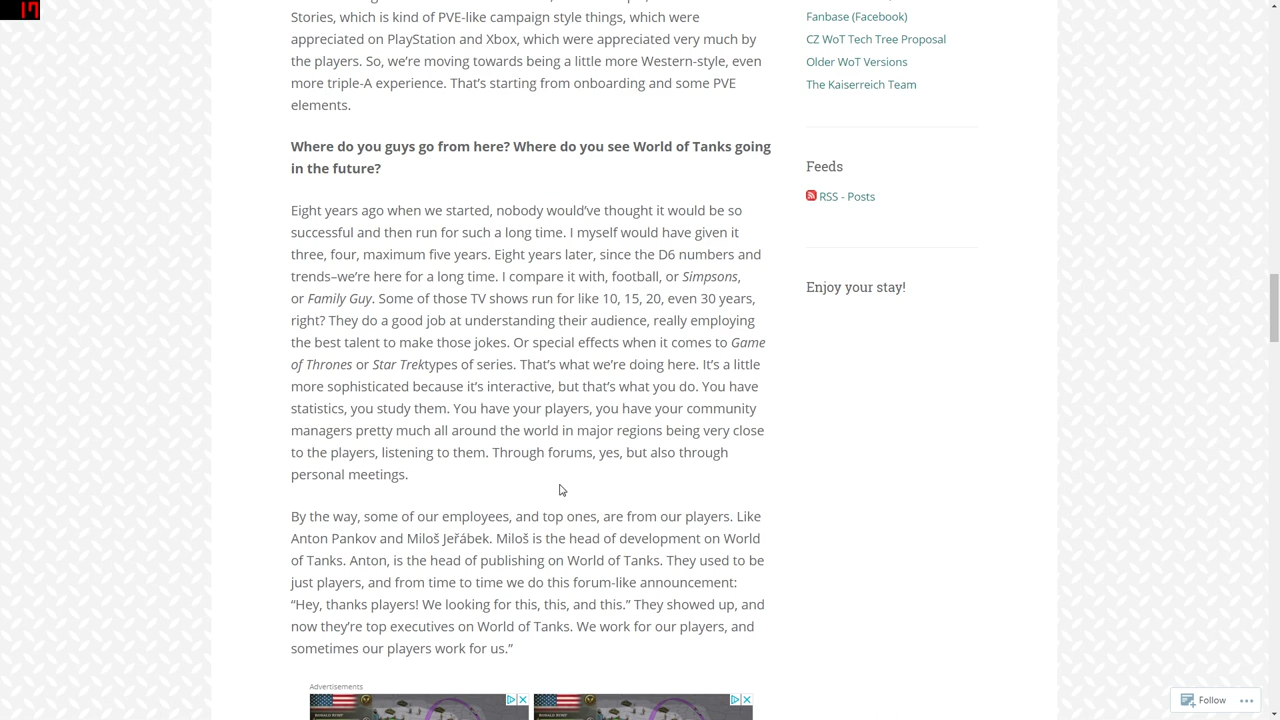 17
Stories, which is kind of PVE-like campaign style things, which were
appreciated on PlayStation and Xbox, which were appreciated very much by
the players. So, we’re moving towards being a little more Western-style, even
more triple-A experience. That’s starting from onboarding and some PVE
elements.
Where do you guys go from here? Where do you see World of Tanks going
in the future?
Eight years ago when we started, nobody would’ve thought it would be so
successful and then run for such a long time. I myself would have given it
three, four, maximum five years. Eight years later, since the D6 numbers and
trends–we’re here for a long time. I compare it with, football, or Simpsons,
or Family Guy. Some of those TV shows run for like 10, 15, 20, even 30 years,
right? They do a good job at understanding their audience, really employing
the best talent to make those jokes. Or special effects when it comes to Game
of Thrones or Star Trektypes of series. That’s what we’re doing here. It’s a little
more sophisticated because it’s interactive, but that’s what you do. You have
statistics, you study them. You have your players, you have your community
managers pretty much all around the world in major regions being very close
to the players, listening to them. Through forums, yes, but also through
personal meetings.
By the way, some of our employees, and top ones, are from our players. Like
Anton Pankov and Miloš Jeřábek. Miloš is the head of development on World
of Tanks. Anton, is the head of publishing on World of Tanks. They used to be
just players, and from time to time we do this forum-like announcement:
“Hey, thanks players! We looking for this, this, and this.” They showed up, and
now they’re top executives on World of Tanks. We work for our players, and
sometimes our players work for us.”
Advertisements
Fanbase (Facebook)
CZ WoT Tech Tree Proposal
Older WoT Versions
The Kaiserreich Team
Feeds
RSS - Posts
Enjoy your stay!
Follow